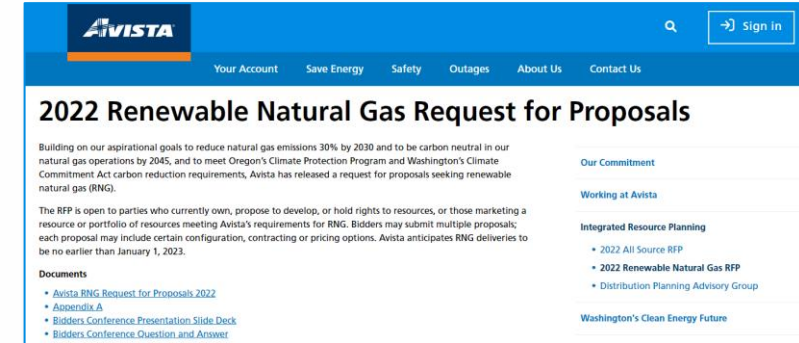 AVISTA
Sign in
Your Account Save Energy Safety Outages About Us Contact Us
2022 Renewable Natural Gas Request for Proposals
Building on our aspirational goals to reduce natural gas emissions 30% by 2030 and to be carbon neutral in our
natural gas operations by 2045, and to meet Oregon's Climate Protection Program and Washington's Climate
Commitment Act carbon reduction requirements, Avista has released a request for proposals seeking renewable
natural gas (RNG).
The RFP is open to parties who currently own, propose to develop, or hold rights to resources, or those marketing a
resource or portfolio of resources meeting Avista's requirements for RNG. Bidders may submit multiple proposals;
each proposal may include certain configuration, contracting or pricing options. Avista anticipates RNG deliveries to
be no earlier than January 1, 2023.
Documents
• Avista RNG Request for Proposals 2022
• Appendix A
• Bidders Conference Presentation Slide Deck
• Bidders Conference Question and Answer
Our Commitment
Working at Avista
Integrated Resource Planning
• 2022 All Source RFP
• 2022 Renewable Natural Gas RFP
• Distribution Planning Advisory Group
Washington's Clean Energy Future